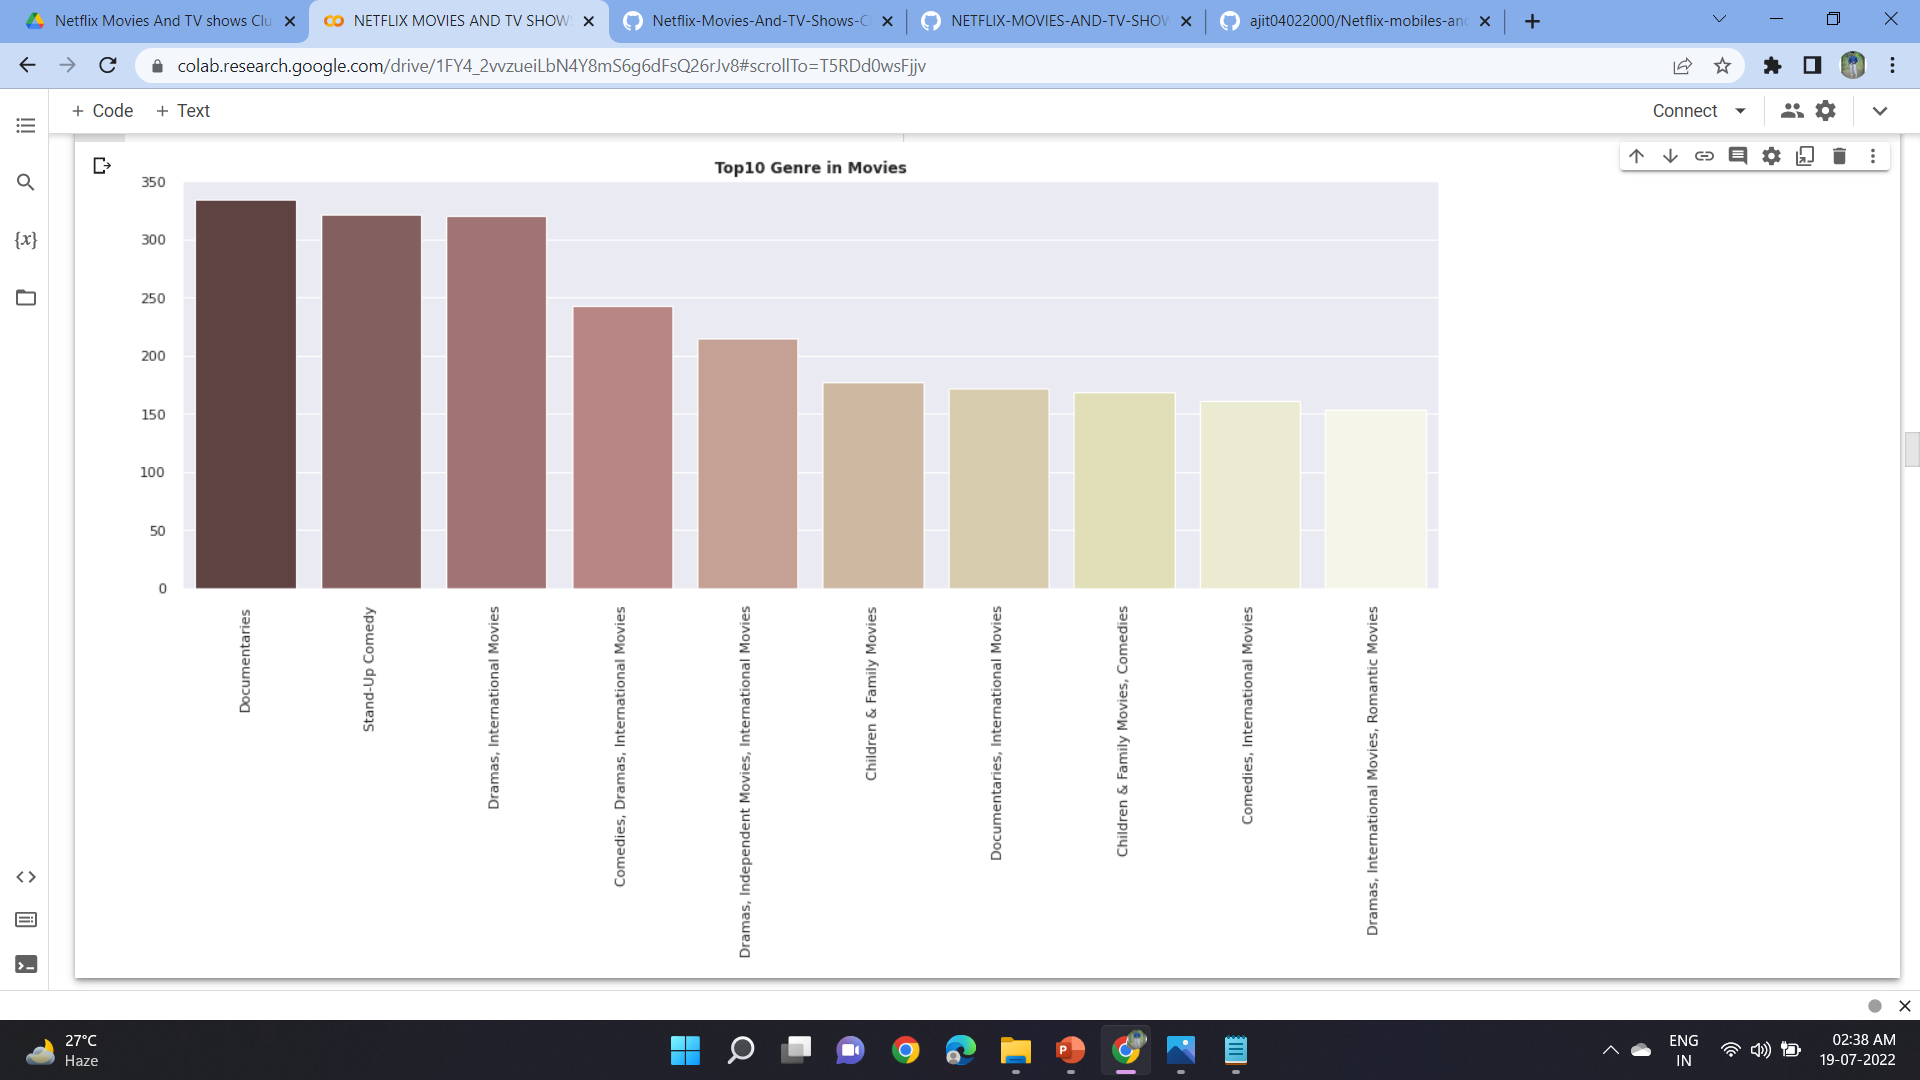 Netflix Movies And TV shows Clu
NETFLIX MOVIES AND TV SHOW
Netflix-Movies-And-TV-Shows-C
NETFLIX-MOVIES-AND-TV-SHOW
ajit04022000/Netflix-mobiles-and
colab.research.google.com/drive/1FY4_2vvzueiLbN4Y8mS6g6dFsQ26rJv8#scrollTo=T5RDd0wsFjjv
+ Code + Text
Connect
{x}
Top10 Genre in Movies
350
300
250
200
150
100
50
0
Documentaries
Stand-Up Comedy
Dramas, International Movies
Comedies, Dramas, International Movies
Dramas, Independent Movies, International Movies
Children & Family Movies
Documentaries, International Movies
Children & Family Movies, Comedies
Comedies, International Movies
Dramas, International Movies, Romantic Movies
27°C
Haze
ENG
IN
02:38 AM
19-07-2022